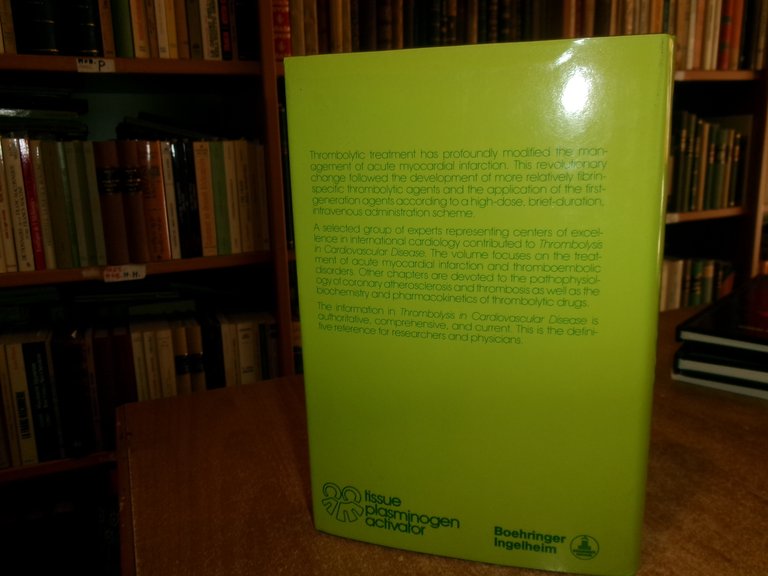 Thrombolytic treatment has profoundly modified the man-
agement of acute myocardial infarction. This revolutionary
change followed the development of more relatively fibrin-
specific thrombolytic agents and the application of the first-
generation agents according to a high-dose, brief-duration,
intravenous administration scheme.
A selected group of experts representing centers of excel-
lence in international cardiology contributed to Thrombolysis
in Cardiovascular Disease. The volume focuses on the treat-
ment of acute myocardial infarction and thromboembolic
disorders. Other chapters are devoted to the pathophysiol-
ogy of coronary atherosclerosis and thrombosis as well as the
biochemistry and pharmacokinetics of thrombolytic drugs.
The information in Thrombolysis in Cardiovascular Disease is
authoritative, comprehensive, and current. This is the defini-
tive reference for researchers and physicians.
tissue
plasminogen
activator
Boehringer
Ingelheim